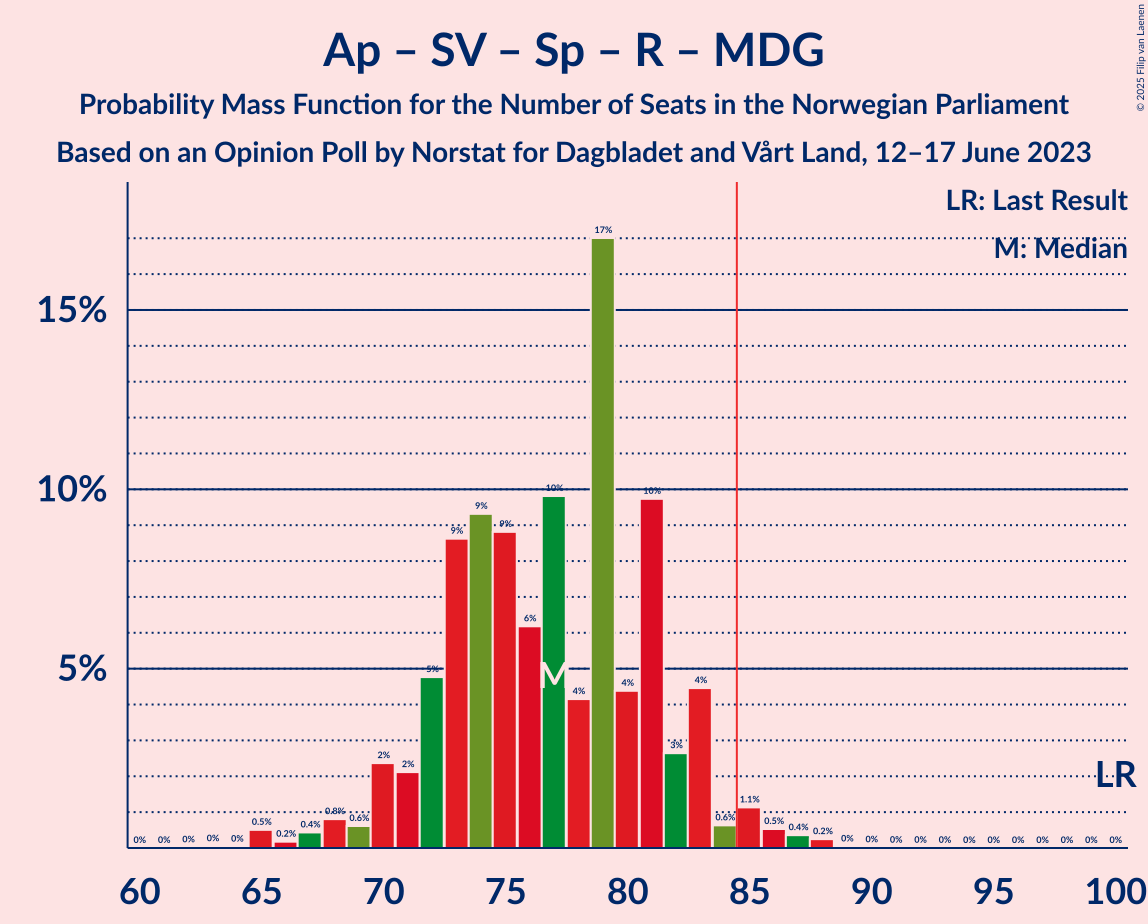 Ap – SV – Sp – R – MDG
Probability Mass Function for the Number of Seats in the Norwegian Parliament
Based on an Opinion Poll by Norstat for Dagbladet and Vårt Land, 12–17 June 2023
© 2025 Filip van Laenen
LR: Last Result
M: Median
15%
10%
5%
0% 0% 0% 0% 0% 0.5% 0.2% 0.4% 0.8% 0.6% 2% 2% 5% 9% 9% 9% 6% 10% 4% 17% 4% 10% 3% 4% 0.6% 1.1% 0.5% 0.4% 0.2% 0% 0% 0% 0% 0% 0% 0% 0% 0% 0% 0% 0%
M
LR
60 65 70 75 80 85 90 95 100